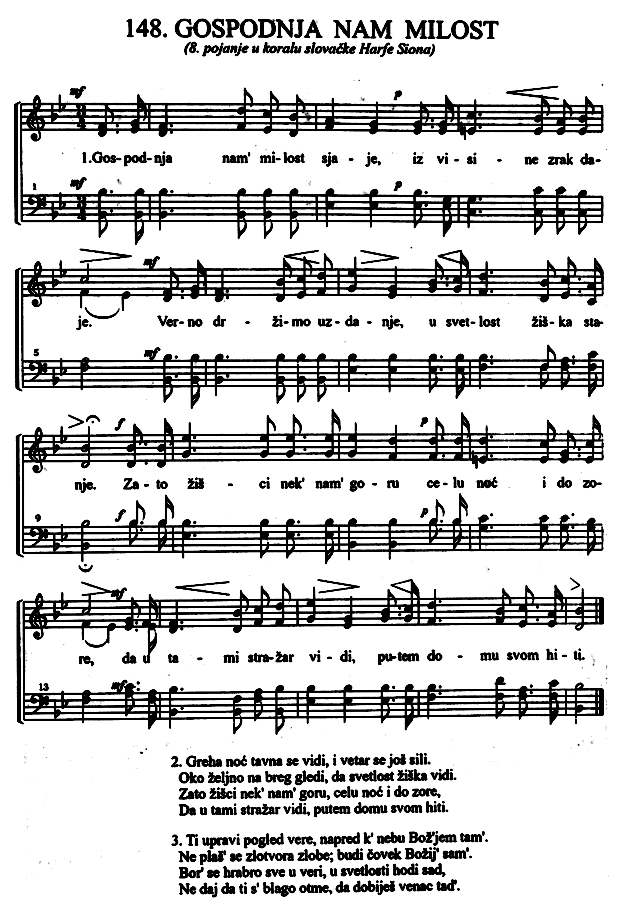 148. GOSPODNJA NAM MILOST
(8. pojanje u koralu slovačke Harfe Siona)
mf p
1.Gos-pod-nja nam' mi-lost sja-je, iz vi-si-ne zrak da-
1 mf p
mf
je. Ver-no dr-ži-mo uz-da-nje, u svet-lost žiš-ka sta-
5 mf
f p
nje. Za-to žiš-ci nek' nam' go-ru ce-lu noć i do zo-
9 f p
mf
re, da u ta-mi stra-žar vi-di, pu-tem do-mu svom hi-ti.
13 mf
2. Greha noć tavna se vidi, i vetar se još sili.
Oko željno na breg gledi, da svetlost žiška vidi.
Zato žišci nek' nam' goru, celu noć i do zore,
Da u tami stražar vidi, putem domu svom hiti.
3. Ti upravi pogled vere, napred k' nebu Bož'jem tam'.
Ne plaš' se zlotvora zlobe; budi čovek Božij' sam'.
Bor' se hrabro sve u veri, u svetlosti hodi sad,
Ne daj da ti s' blago otme, da dobiješ venac tad'.